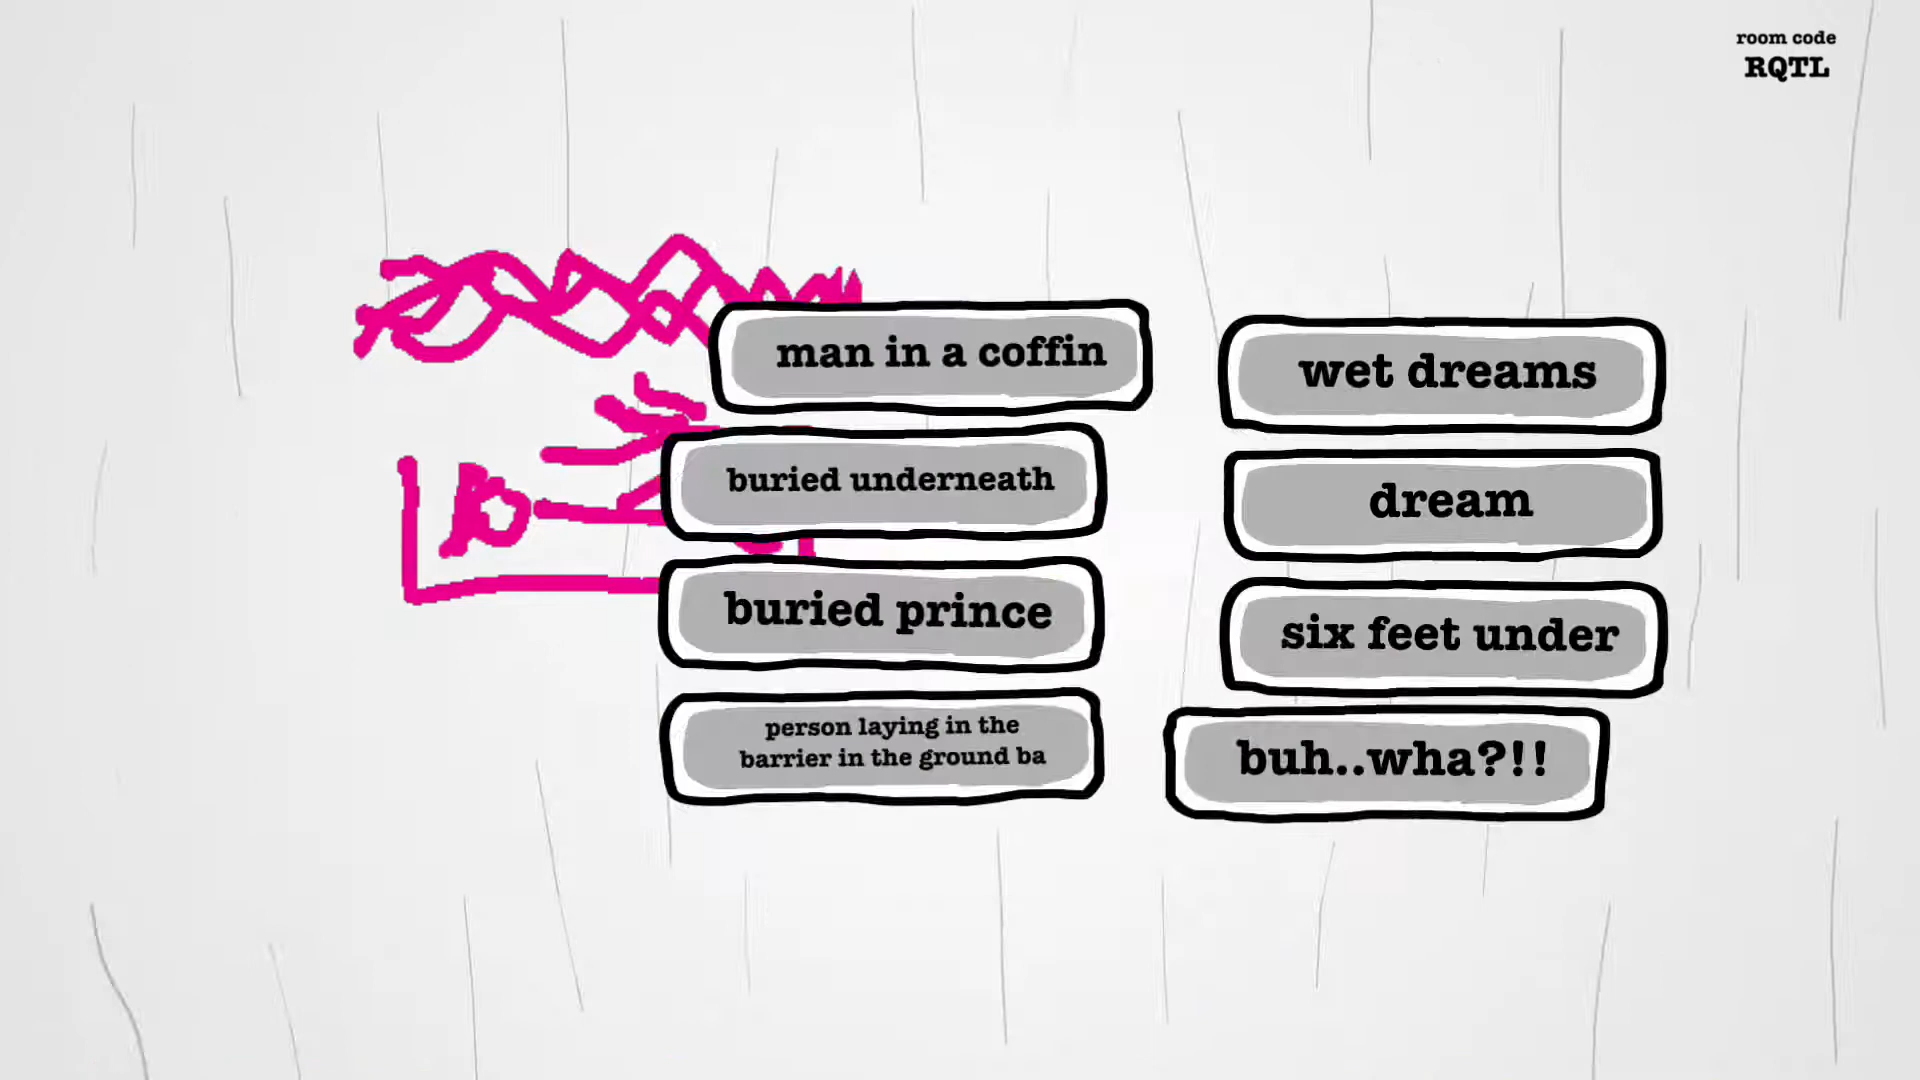 room code
RQTL
man in a coffin
wet dreams
buried underneath
dream
buried prince
six feet under
person laying in the
barrier in the ground ba
buh..wha?!!